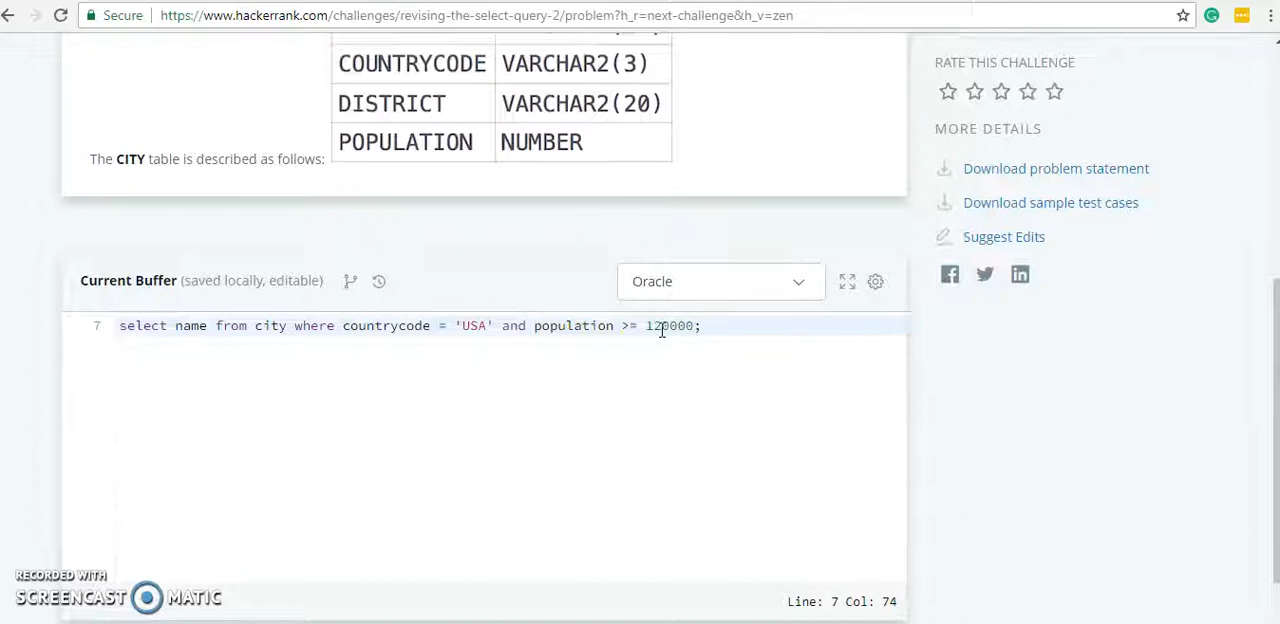 Secure
https://www.hackerrank.com/challenges/revising-the-select-query-2/problem?h_r=next-challenge&h_v=zen
COUNTRYCODE VARCHAR2(3)
DISTRICT VARCHAR2(20)
POPULATION NUMBER
The CITY table is described as follows:
RATE THIS CHALLENGE
MORE DETAILS
Download problem statement
Download sample test cases
Suggest Edits
Current Buffer (saved locally, editable)
Oracle
7 select name from city where countrycode = 'USA' and population >= 120000;
RECORDED WITH
SCREENCAST MATIC
Line: 7 Col: 74